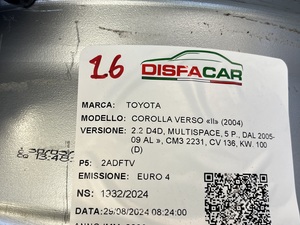 16
DISFACAR
MARCA: TOYOTA
MODELLO: COROLLA VERSO «II» (2004)
VERSIONE: 2.2 D4D, MULTISPACE, 5 P., DAL 2005-
09 AL », CM3 2231, CV 136, KW. 100
(D)
P5: 2ADFTV
EMISSIONE: EURO 4
NS: 1932/2024
DATA:29/08/2024 08:24:00